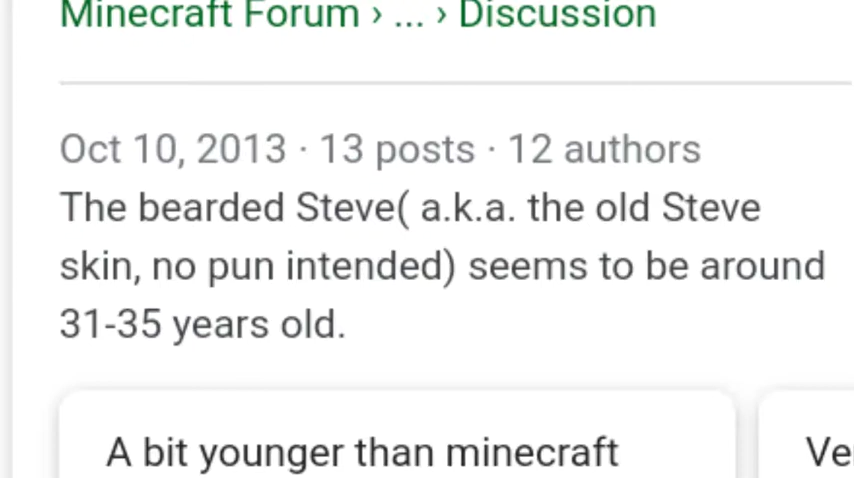 Minecraft Forum › ... › Discussion
Oct 10, 2013 · 13 posts · 12 authors
The bearded Steve( a.k.a. the old Steve
skin, no pun intended) seems to be around
31-35 years old.
A bit younger than minecraft